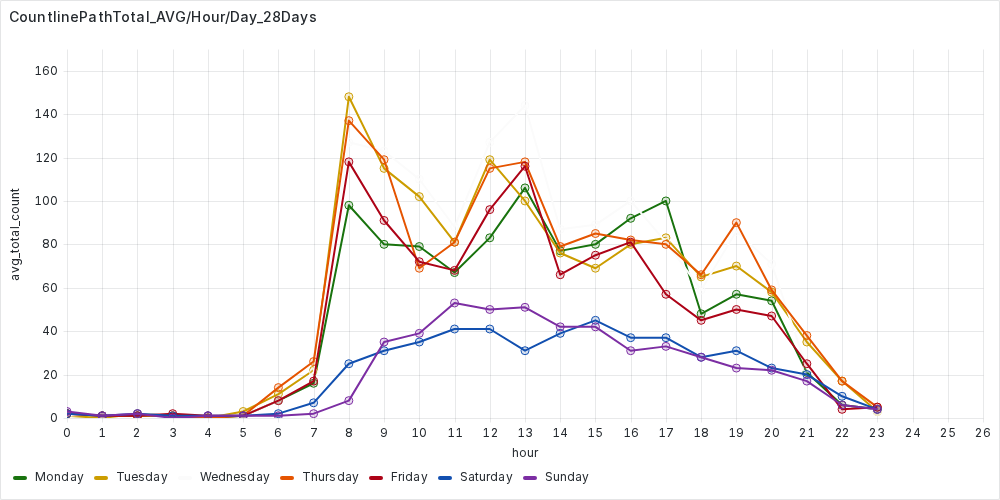 CountlinePathTotal_AVG/Hour/Day_28Days
160
140
120
100
80
60
40
20
0
avg_total_count
0 1 2 3 4 5 6 7 8 9 10 11 12 13 14 15 16 17 18 19 20 21 22 23 24 25 26
hour
Monday Tuesday Wednesday Thursday Friday Saturday Sunday